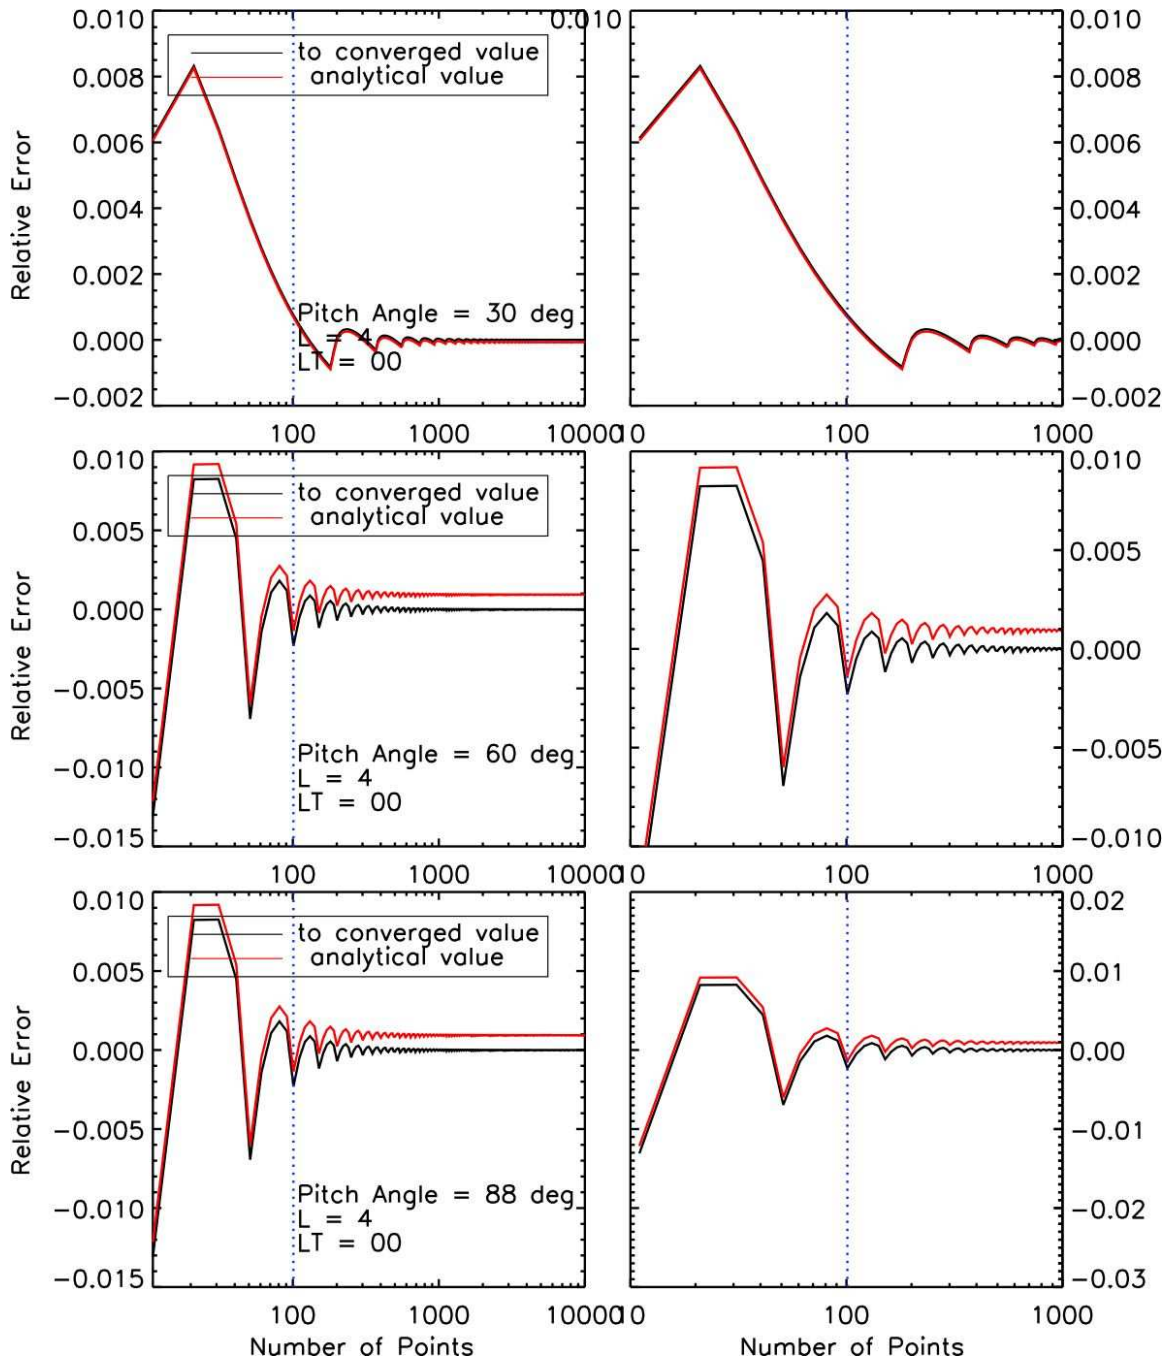 0.010
0.010
0.010
to converged value
analytical value
0.008
0.008
0.006
0.006
Relative Error
0.004
0.004
0.002
0.002
Pitch Angle = 30 deg
L = 4
LT = 00
0.000
0.000
−0.002
−0.002
100
1000
10000
10
100
1000
0.010
0.010
to converged value
analytical value
0.005
0.005
0.000
0.000
Relative Error
−0.005
−0.005
Pitch Angle = 60 deg
L = 4
LT = 00
−0.010
−0.010
−0.015
100
1000
10000
10
100
1000
0.010
0.02
to converged value
analytical value
0.005
0.01
0.000
0.00
Relative Error
−0.005
−0.01
Pitch Angle = 88 deg
L = 4
LT = 00
−0.010
−0.02
−0.015
−0.03
100
1000
10000
10
100
1000
Number of Points
Number of Points